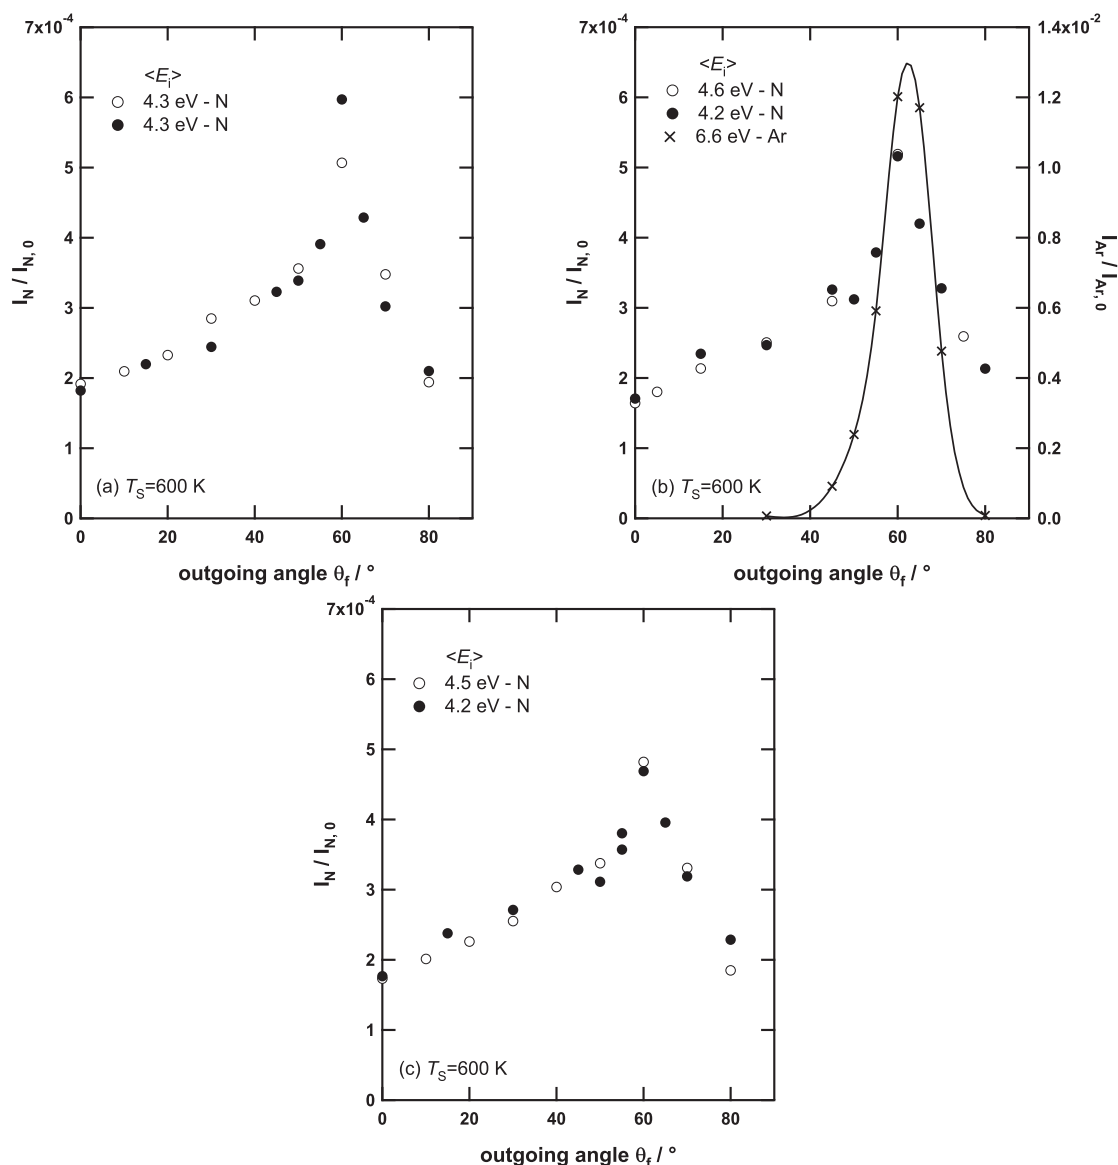 7x10⁻⁴
6
5
4
3
2
1
0
I_N / I_N, 0
<E_i>
4.3 eV - N
4.3 eV - N
(a) T_S=600 K
0 20 40 60 80
outgoing angle θ_f / °
7x10⁻⁴
6
5
4
3
2
1
0
I_N / I_N, 0
<E_i>
4.6 eV - N
4.2 eV - N
6.6 eV - Ar
(b) T_S=600 K
1.4x10⁻²
1.2
1.0
0.8
0.6
0.4
0.2
0.0
I_Ar / I_Ar, 0
0 20 40 60 80
outgoing angle θ_f / °
7x10⁻⁴
6
5
4
3
2
1
0
I_N / I_N, 0
<E_i>
4.5 eV - N
4.2 eV - N
(c) T_S=600 K
0 20 40 60 80
outgoing angle θ_f / °